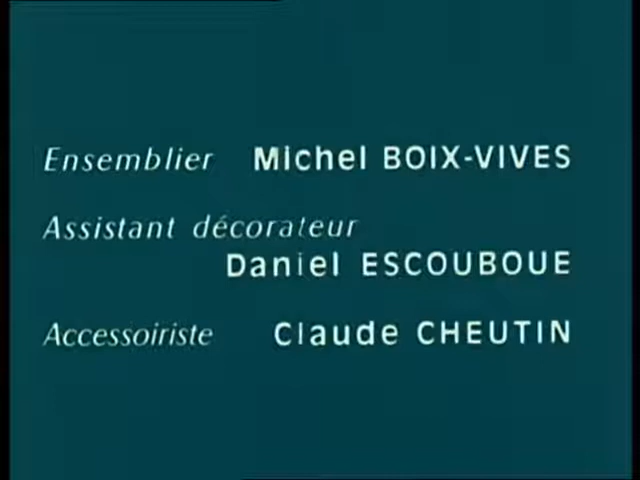 Ensemblier Michel BOIX-VIVES
Assistant décorateur
Daniel ESCOUBOUE
Accessoiriste Claude CHEUTIN